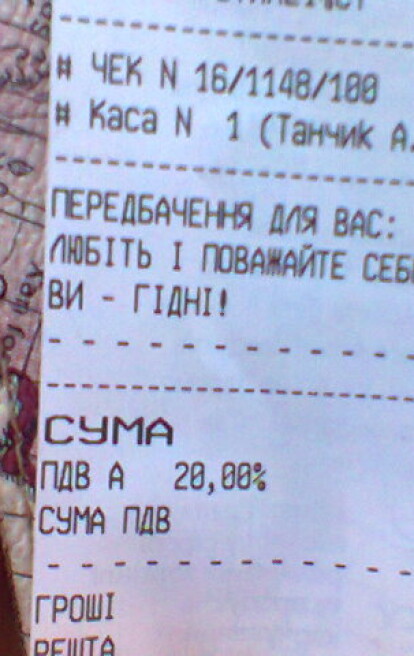 # ЧЕК N 16/1148/100
# Каса N 1 (Танчик А.
ПЕРЕДБАЧЕННЯ ДЛЯ ВАС:
ЛЮБІТЬ І ПОВАЖАЙТЕ СЕБЕ
ВИ - ГІДНІ!
СУМА
ПДВ А 20,00%
СУМА ПДВ
ГРОШІ
РЕШТА